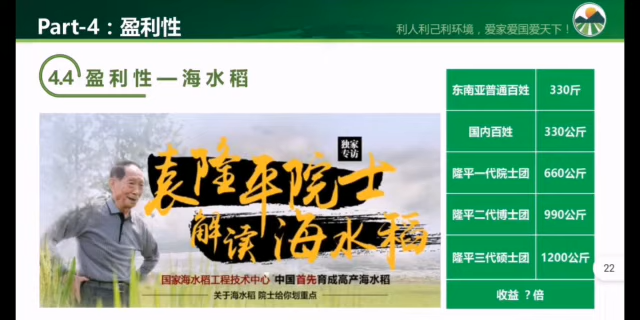 Part-4：盈利性
利人利己利环境，爱家爱国爱天下！
4.4 盈利性—海水稻
独家
专访
袁隆平院士
解读海水稻
国家海水稻工程技术中心 中国首先育成高产海水稻
关于海水稻 院士给你划重点
东南亚普通百姓 330斤
国内百姓 330公斤
隆平一代院士团 660公斤
隆平二代博士团 990公斤
隆平三代硕士团 1200公斤
收益 ？倍
22